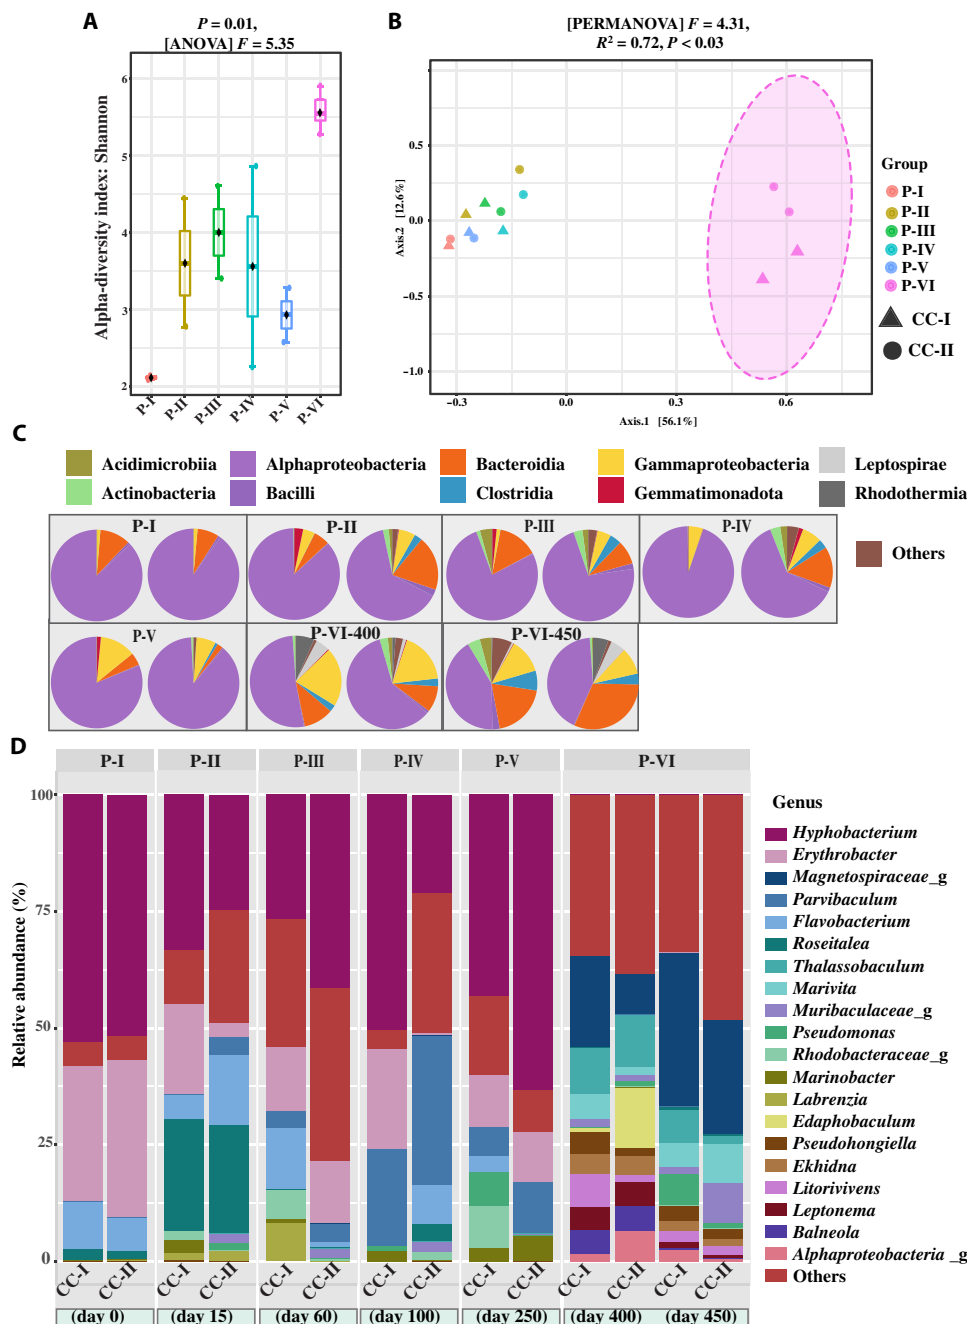 A
P = 0.01,
[ANOVA] F = 5.35
Alpha-diversity index: Shannon
6
5
4
3
2
P-I
P-II
P-III
P-IV
P-V
P-VI
B
[PERMANOVA] F = 4.31,
R² = 0.72, P < 0.03
Axis.2 [12.6%]
0.5
0.0
−0.5
−1.0
−0.3
0.0
0.3
0.6
Axis.1 [56.1%]
Group
P-I
P-II
P-III
P-IV
P-V
P-VI
CC-I
CC-II
C
Acidimicrobiia
Alphaproteobacteria
Bacteroidia
Gammaproteobacteria
Leptospirae
Actinobacteria
Bacilli
Clostridia
Gemmatimonadota
Rhodothermia
P-I
P-II
P-III
P-IV
Others
P-V
P-VI-400
P-VI-450
D
P-I
P-II
P-III
P-IV
P-V
P-VI
Relative abundance (%)
100
75
50
25
0
CC-I
CC-II
CC-I
CC-II
CC-I
CC-II
CC-I
CC-II
CC-I
CC-II
CC-I
CC-II
CC-I
CC-II
(day 0)
(day 15)
(day 60)
(day 100)
(day 250)
(day 400)
(day 450)
Genus
Hyphobacterium
Erythrobacter
Magnetospiraceae_g
Parvibaculum
Flavobacterium
Roseitalea
Thalassobaculum
Marivita
Muribaculaceae_g
Pseudomonas
Rhodobacteraceae_g
Marinobacter
Labrenzia
Edaphobaculum
Pseudohongiella
Ekhidna
Litorivivens
Leptonema
Balneola
Alphaproteobacteria _g
Others